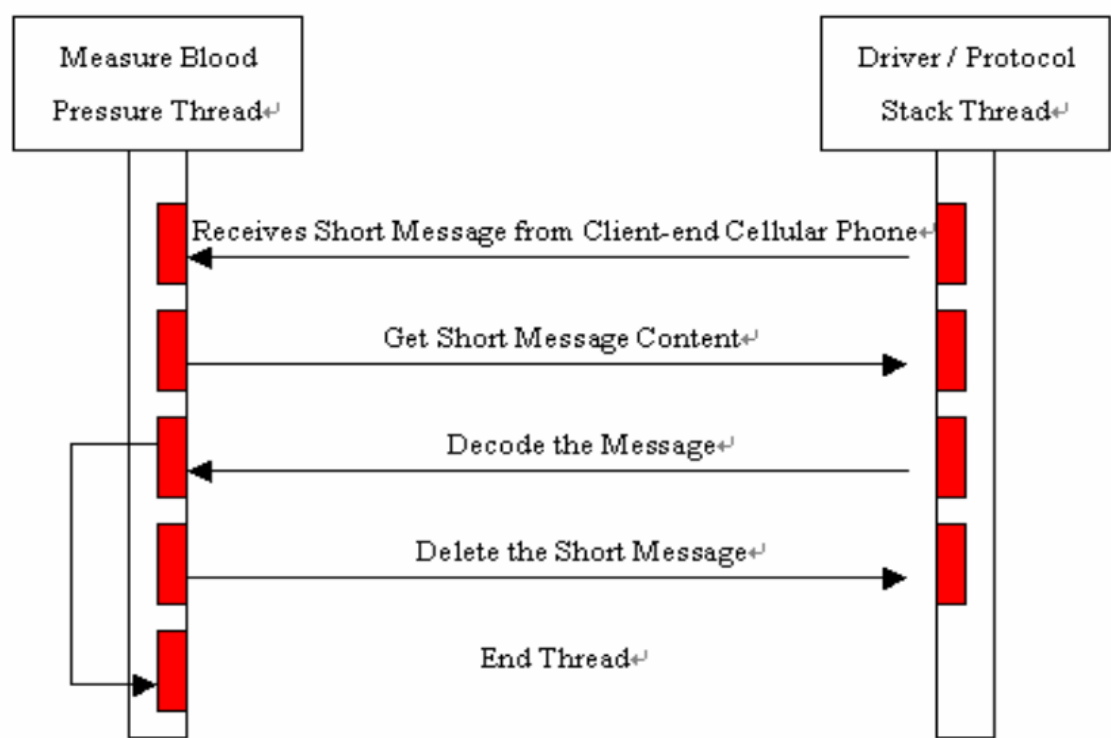 Measure Blood
Pressure Thread↵
Driver / Protocol
Stack Thread↵
Receives Short Message from Client-end Cellular Phone↵
Get Short Message Content↵
Decode the Message↵
Delete the Short Message↵
End Thread↵